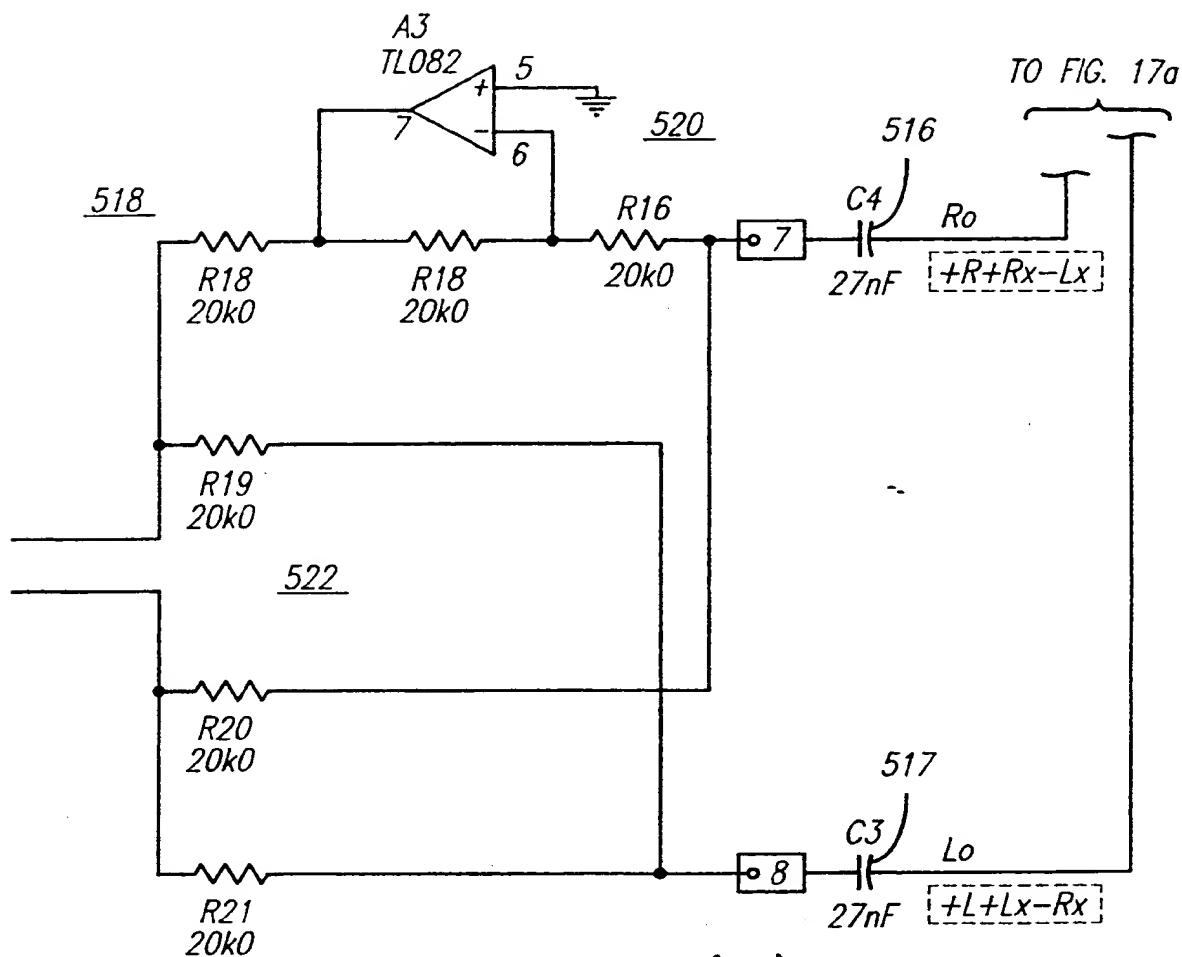 A3
TL082
5
+
7
-
6
TO FIG. 17a
520
516
518
R16
C4
Ro
7
R18
20k0
R18
20k0
20k0
27nF
+R+Rx-Lx
R19
20k0
522
R20
20k0
517
C3
Lo
8
R21
20k0
27nF
+L+Lx-Rx